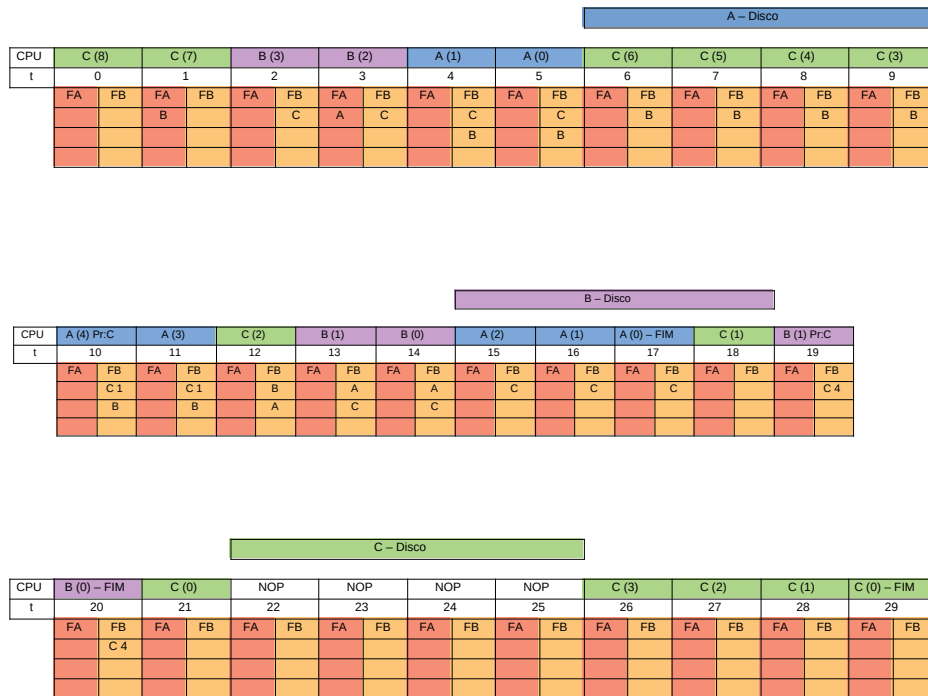 A – Disco
CPU C (8) C (7) B (3) B (2) A (1) A (0) C (6) C (5) C (4) C (3)
t 0 1 2 3 4 5 6 7 8 9
FA FB FA FB FA FB FA FB FA FB FA FB FA FB FA FB FA FB FA FB
B C A C C C B B B B
B B
B – Disco
CPU A (4) Pr:C A (3) C (2) B (1) B (0) A (2) A (1) A (0) – FIM C (1) B (1) Pr:C
t 10 11 12 13 14 15 16 17 18 19
FA FB FA FB FA FB FA FB FA FB FA FB FA FB FA FB FA FB FA FB
C 1 C 1 B A A C C C C 4
B B A C C
C – Disco
CPU B (0) – FIM C (0) NOP NOP NOP NOP C (3) C (2) C (1) C (0) – FIM
t 20 21 22 23 24 25 26 27 28 29
FA FB FA FB FA FB FA FB FA FB FA FB FA FB FA FB FA FB FA FB
C 4